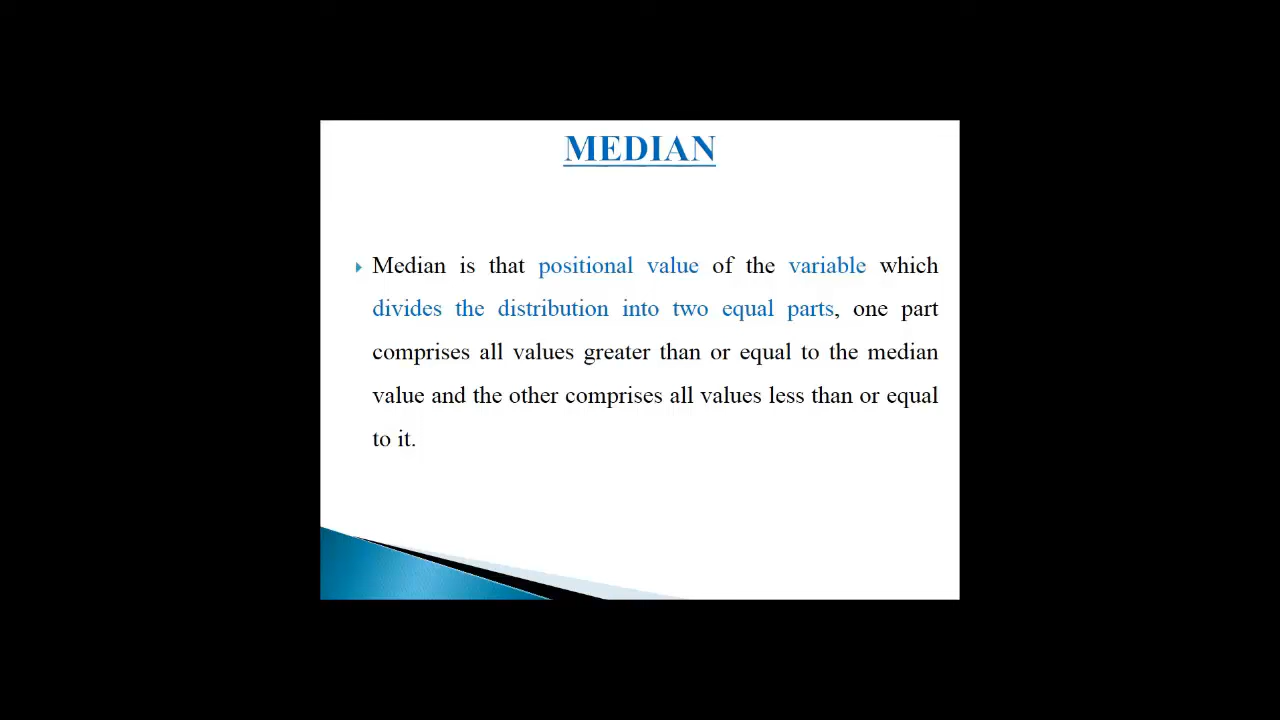 MEDIAN
Median is that positional value of the variable which
divides the distribution into two equal parts, one part
comprises all values greater than or equal to the median
value and the other comprises all values less than or equal
to it.